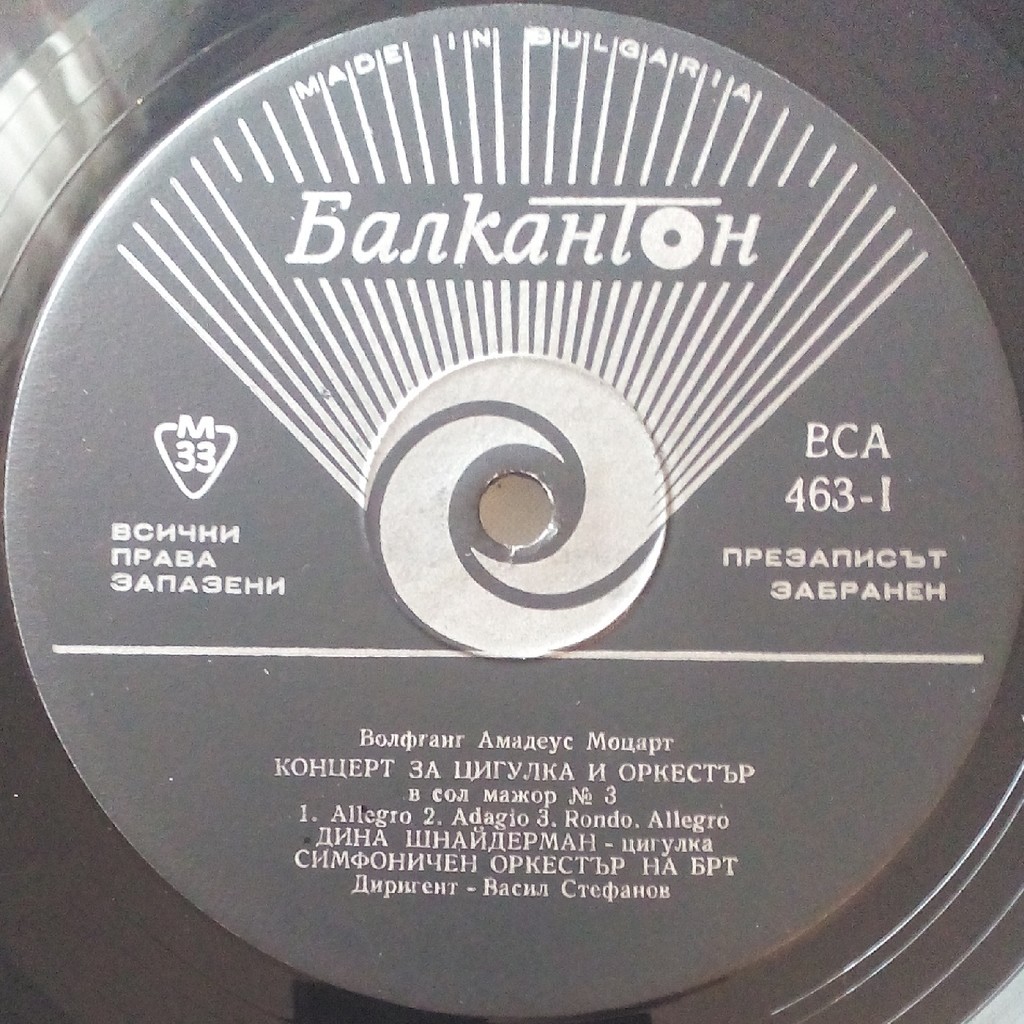 MADE IN BULGARIA
Балкантон
М
33
ВСИЧКИ
ПРАВА
ЗАПАЗЕНИ
ВСА
463-I
ПРЕЗАПИСЪТ
ЗАБРАНЕН
Волфганг Амадеус Моцарт
КОНЦЕРТ ЗА ЦИГУЛКА И ОРКЕСТЪР
в сол мажор № 3
1. Allegro 2. Adagio 3. Rondo. Allegro
ДИНА ШНАЙДЕРМАН - цигулка
СИМФОНИЧЕН ОРКЕСТЪР НА БРТ
Диригент - Васил Стефанов